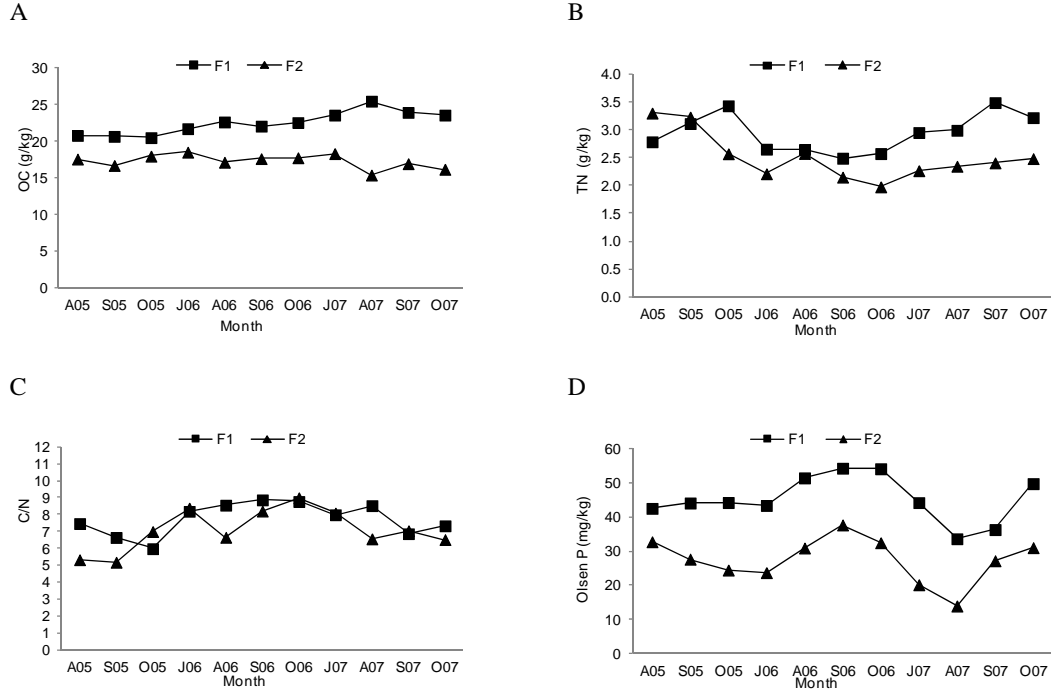 A
F1 F2
30
25
20
15
10
5
0
OC (g/kg)
A05 S05 O05 J06 A06 S06 O06 J07 A07 S07 O07
Month
B
F1 F2
4.0
3.5
3.0
2.5
2.0
1.5
1.0
0.5
0.0
TN (g/kg)
A05 S05 O05 J06 A06 S06 O06 J07 A07 S07 O07
Month
C
F1 F2
12
11
10
9
8
7
6
5
4
3
2
1
0
C/N
A05 S05 O05 J06 A06 S06 O06 J07 A07 S07 O07
Month
D
F1 F2
60
50
40
30
20
10
0
Olsen P (mg/kg)
A05 S05 O05 J06 A06 S06 O06 J07 A07 S07 O07
Month